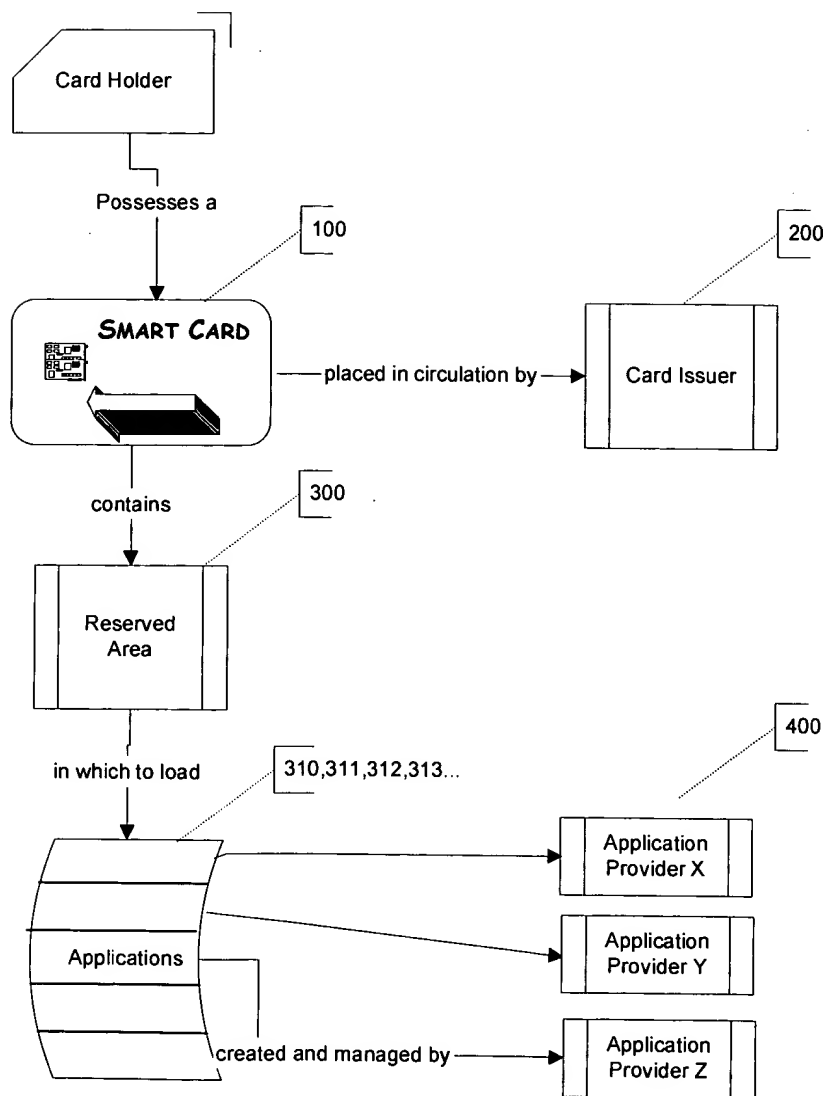 Card Holder
Possesses a
100
200
SMART CARD
placed in circulation by
Card Issuer
contains
300
Reserved
Area
400
in which to load
310,311,312,313...
Application
Provider X
Application
Provider Y
Applications
created and managed by
Application
Provider Z